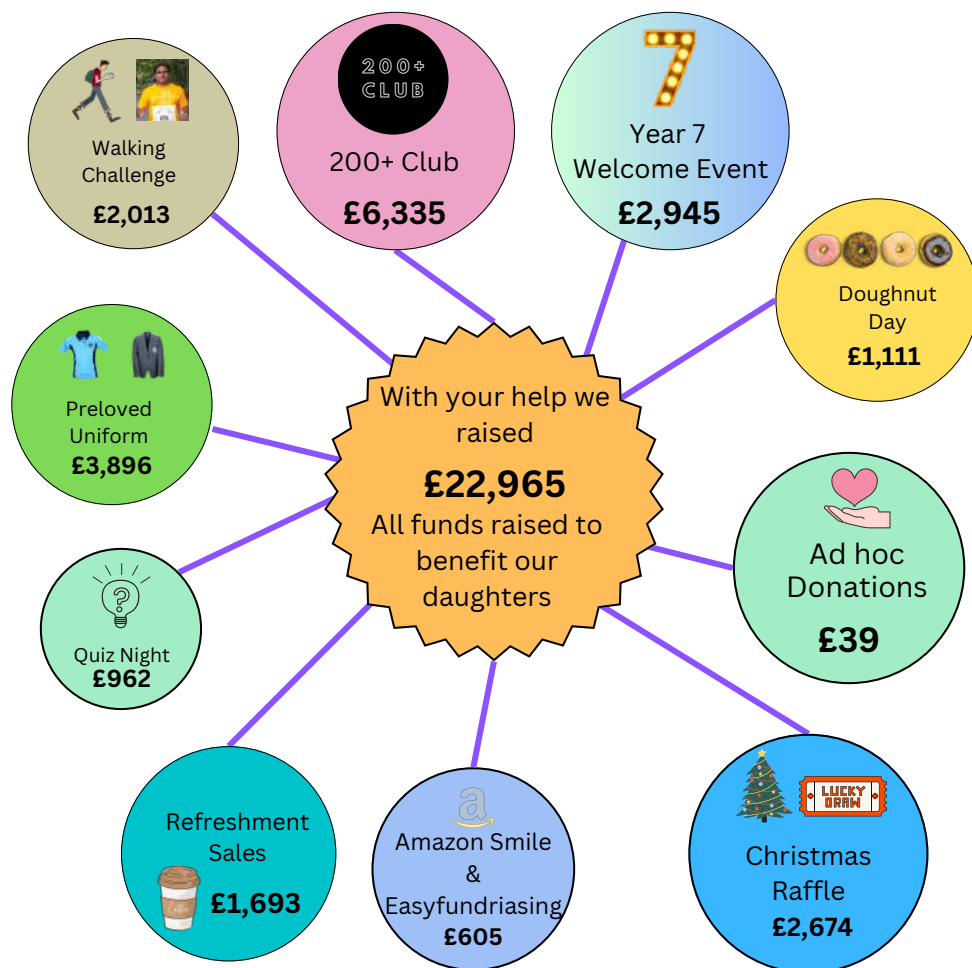 200+
CLUB
200+ Club
£6,335
7
Year 7
Welcome Event
£2,945
Walking
Challenge
£2,013
Doughnut
Day
£1,111
Preloved
Uniform
£3,896
With your help we
raised
£22,965
All funds raised to
benefit our
daughters
Ad hoc
Donations
£39
?
Quiz Night
£962
Refreshment
Sales
£1,693
a
Amazon Smile
&
Easyfundriasing
£605
LUCKY
DRAW
Christmas
Raffle
£2,674